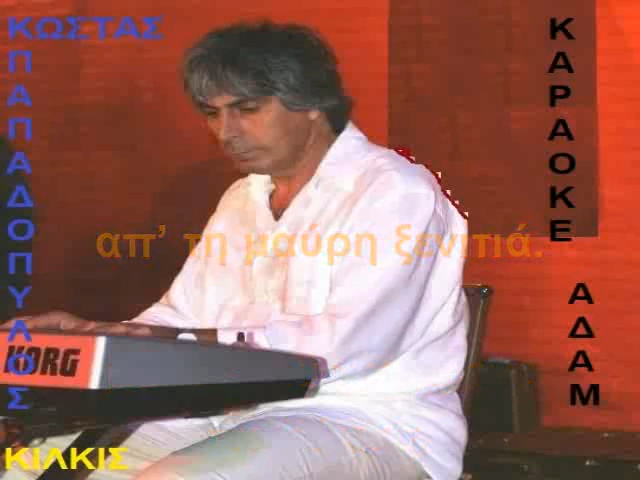 ΚΩΣΤΑΣ
ΠΑΠΑΔΟΠΥΛΟΣ
ΚΙΛΚΙΣ
ΚΑΡΑΟΚΕ
ΑΔΑΜ
απ’ τη μαύρη ξενιτιά.
KORG